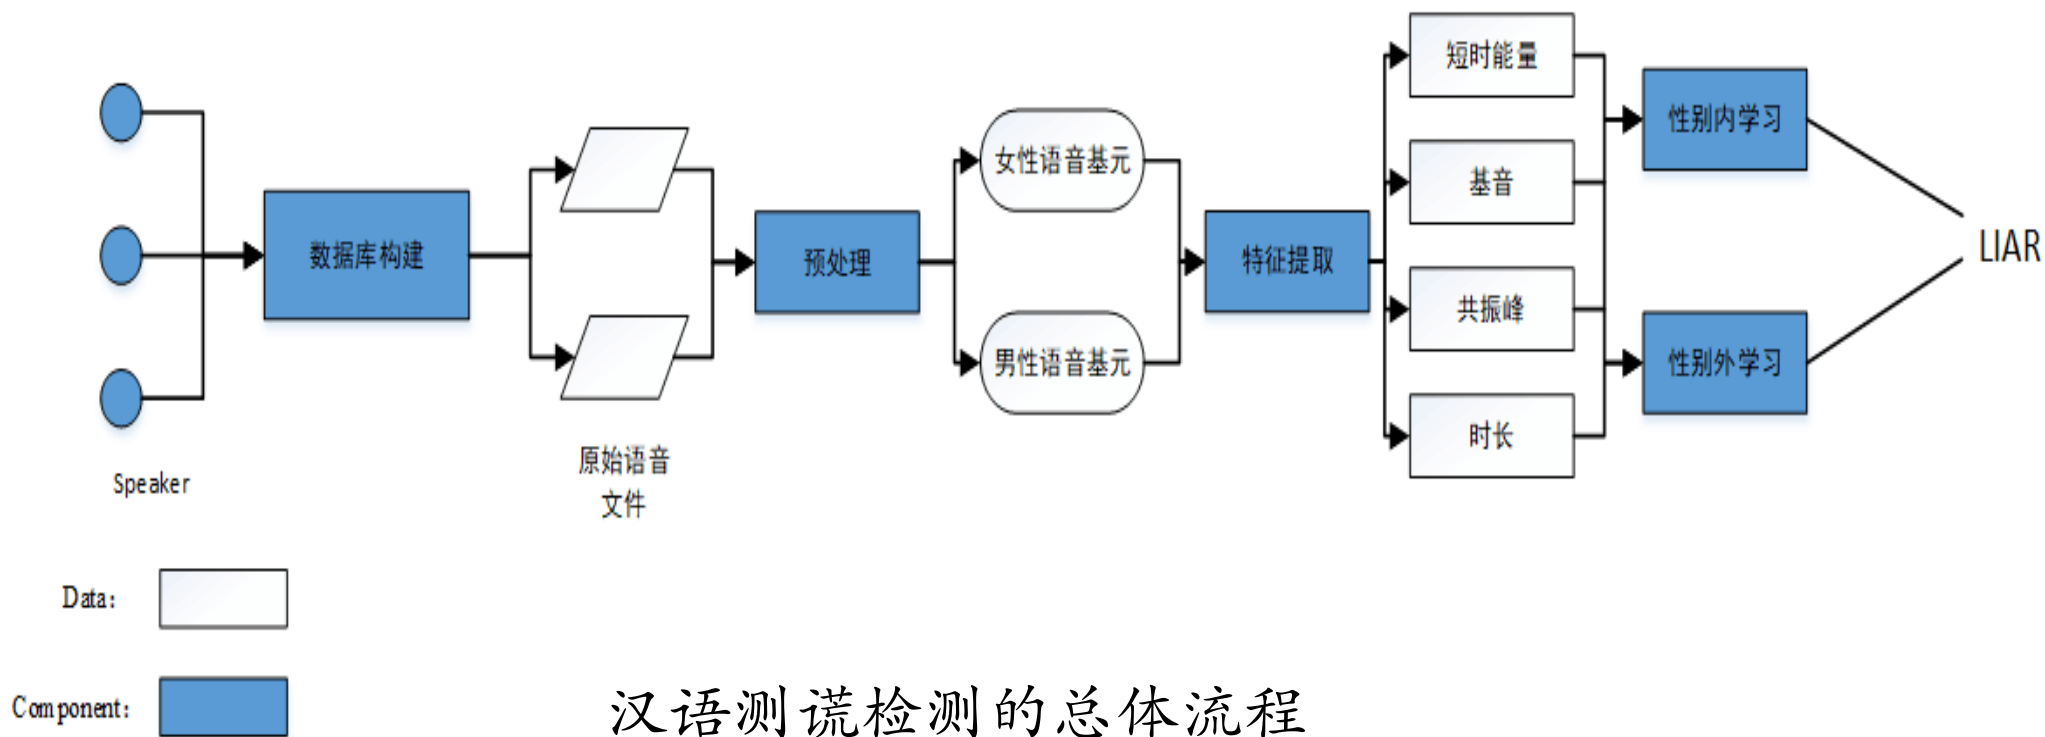 Speaker
数据库构建
原始语音
文件
预处理
女性语音基元
男性语音基元
特征提取
短时能量
基音
共振峰
时长
性别内学习
性别外学习
LIAR
Data:
Component:
汉语测谎检测的总体流程